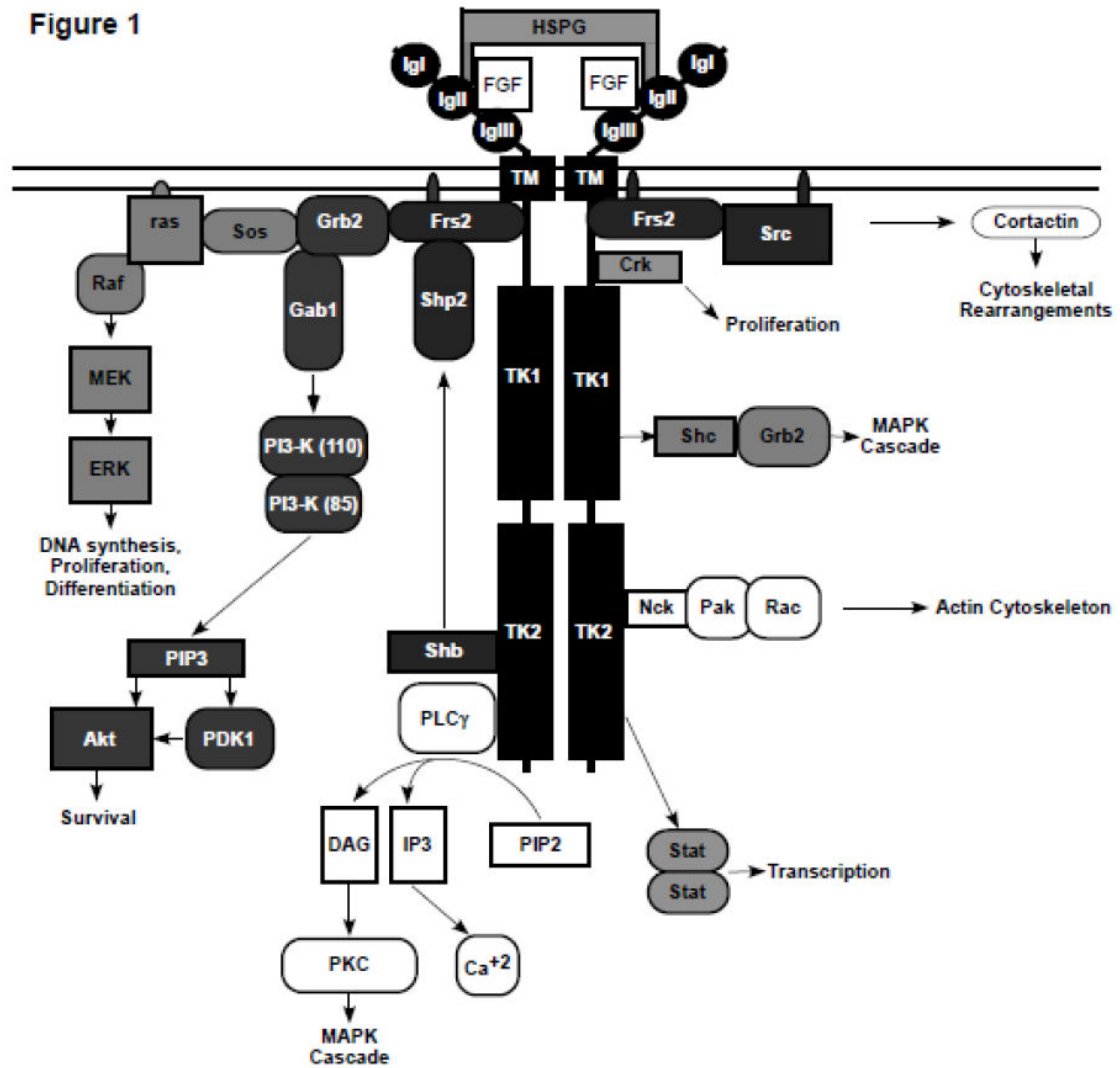 Figure 1
HSPG
IgI
IgI
FGF
FGF
IgII
IgII
IgIII
IgIII
TM
TM
ras
Sos
Grb2
Frs2
Frs2
Src
Cortactin
Raf
Gab1
Shp2
Crk
Cytoskeletal
Rearrangements
Proliferation
MEK
TK1
TK1
ERK
PI3-K (110)
PI3-K (85)
Shc
Grb2
MAPK
Cascade
DNA synthesis,
Proliferation,
Differentiation
Nck
Pak
Rac
Actin Cytoskeleton
PIP3
Shb
TK2
TK2
Akt
PDK1
PLCγ
Survival
DAG
IP3
PIP2
Stat
Stat
Transcription
PKC
Ca+2
MAPK
Cascade